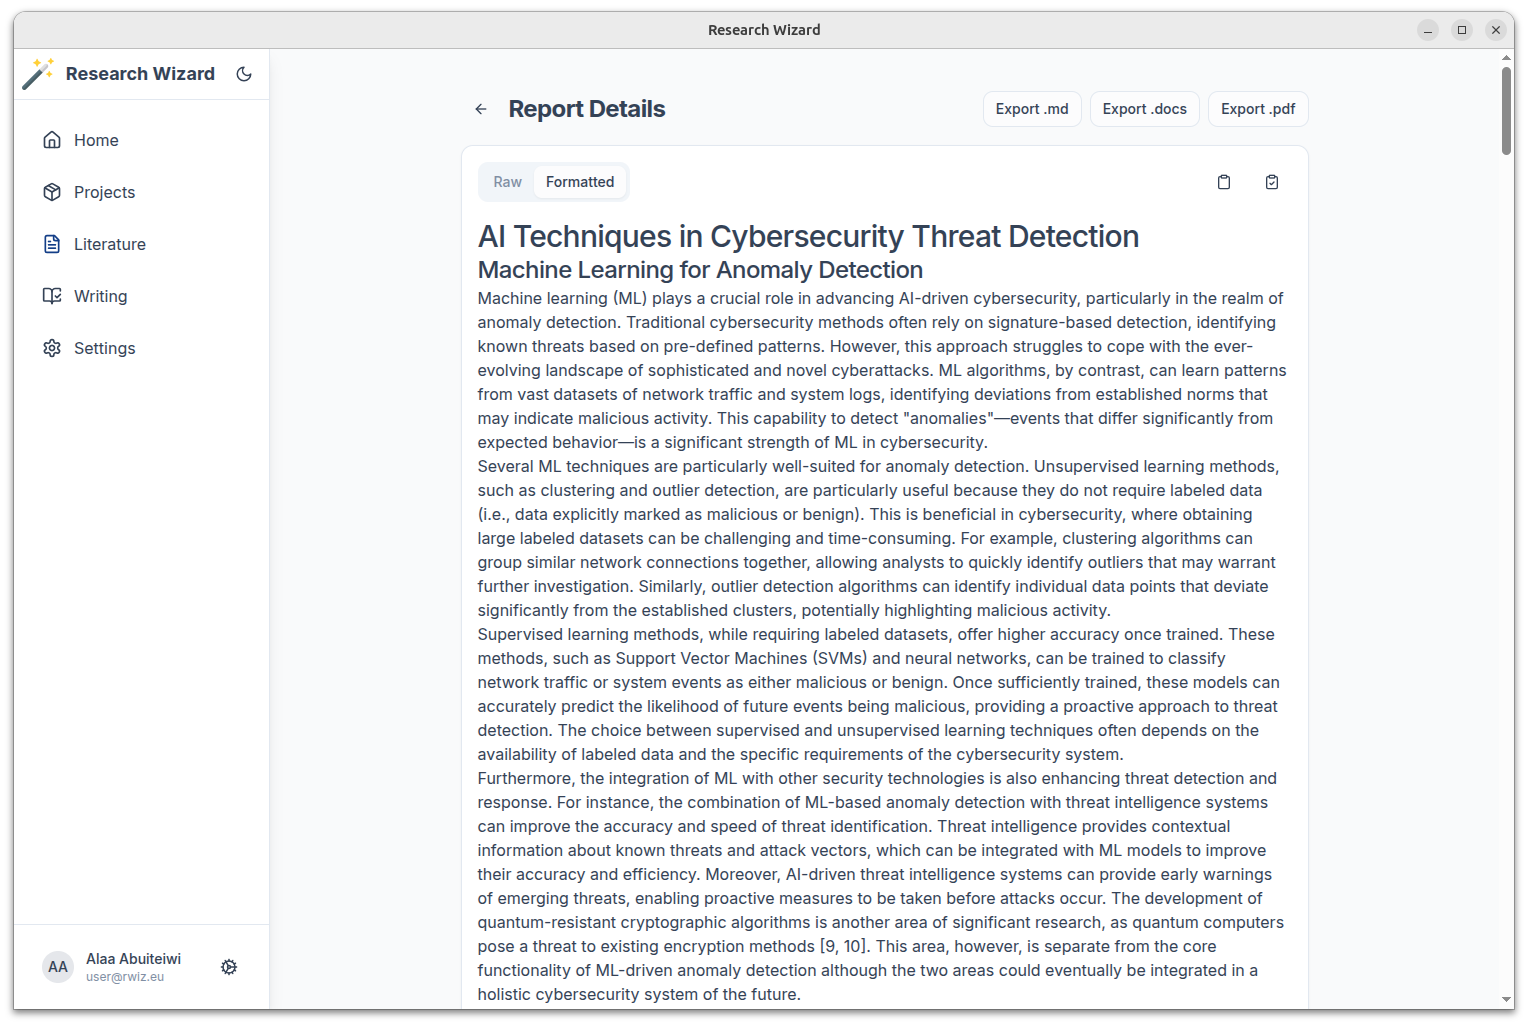 Research Wizard
Research Wizard
Home
Projects
Literature
Writing
Settings
AA
Alaa Abuiteiwi
user@rwiz.eu
Report Details
Export .md
Export .docs
Export .pdf
Raw
Formatted
AI Techniques in Cybersecurity Threat Detection
Machine Learning for Anomaly Detection
Machine learning (ML) plays a crucial role in advancing AI-driven cybersecurity, particularly in the realm of
anomaly detection. Traditional cybersecurity methods often rely on signature-based detection, identifying
known threats based on pre-defined patterns. However, this approach struggles to cope with the ever-
evolving landscape of sophisticated and novel cyberattacks. ML algorithms, by contrast, can learn patterns
from vast datasets of network traffic and system logs, identifying deviations from established norms that
may indicate malicious activity. This capability to detect "anomalies"—events that differ significantly from
expected behavior—is a significant strength of ML in cybersecurity.
Several ML techniques are particularly well-suited for anomaly detection. Unsupervised learning methods,
such as clustering and outlier detection, are particularly useful because they do not require labeled data
(i.e., data explicitly marked as malicious or benign). This is beneficial in cybersecurity, where obtaining
large labeled datasets can be challenging and time-consuming. For example, clustering algorithms can
group similar network connections together, allowing analysts to quickly identify outliers that may warrant
further investigation. Similarly, outlier detection algorithms can identify individual data points that deviate
significantly from the established clusters, potentially highlighting malicious activity.
Supervised learning methods, while requiring labeled datasets, offer higher accuracy once trained. These
methods, such as Support Vector Machines (SVMs) and neural networks, can be trained to classify
network traffic or system events as either malicious or benign. Once sufficiently trained, these models can
accurately predict the likelihood of future events being malicious, providing a proactive approach to threat
detection. The choice between supervised and unsupervised learning techniques often depends on the
availability of labeled data and the specific requirements of the cybersecurity system.
Furthermore, the integration of ML with other security technologies is also enhancing threat detection and
response. For instance, the combination of ML-based anomaly detection with threat intelligence systems
can improve the accuracy and speed of threat identification. Threat intelligence provides contextual
information about known threats and attack vectors, which can be integrated with ML models to improve
their accuracy and efficiency. Moreover, AI-driven threat intelligence systems can provide early warnings
of emerging threats, enabling proactive measures to be taken before attacks occur. The development of
quantum-resistant cryptographic algorithms is another area of significant research, as quantum computers
pose a threat to existing encryption methods [9, 10]. This area, however, is separate from the core
functionality of ML-driven anomaly detection although the two areas could eventually be integrated in a
holistic cybersecurity system of the future.